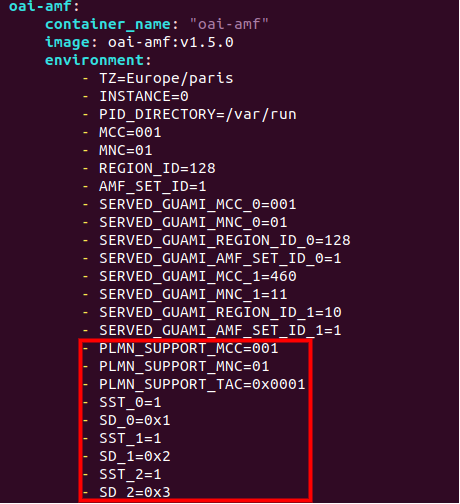 oai-amf:
container_name: "oai-amf"
image: oai-amf:v1.5.0
environment:
- TZ=Europe/paris
- INSTANCE=0
- PID_DIRECTORY=/var/run
- MCC=001
- MNC=01
- REGION_ID=128
- AMF_SET_ID=1
- SERVED_GUAMI_MCC_0=001
- SERVED_GUAMI_MNC_0=01
- SERVED_GUAMI_REGION_ID_0=128
- SERVED_GUAMI_AMF_SET_ID_0=1
- SERVED_GUAMI_MCC_1=460
- SERVED_GUAMI_MNC_1=11
- SERVED_GUAMI_REGION_ID_1=10
- SERVED_GUAMI_AMF_SET_ID_1=1
- PLMN_SUPPORT_MCC=001
- PLMN_SUPPORT_MNC=01
- PLMN_SUPPORT_TAC=0x0001
- SST_0=1
- SD_0=0x1
- SST_1=1
- SD_1=0x2
- SST_2=1
- SD_2=0x3